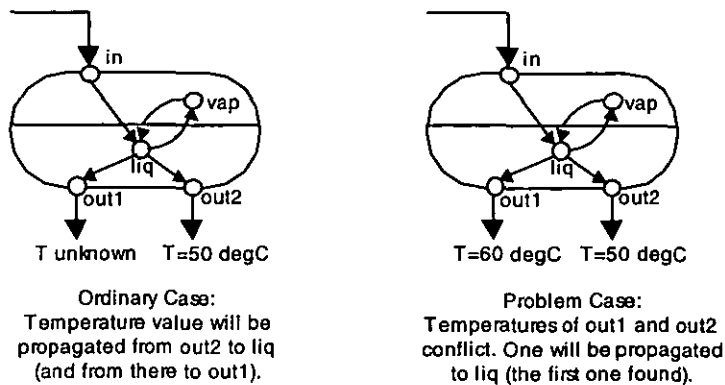 in
vap
liq
out1
out2
T unknown
T=50 degC
Ordinary Case:
Temperature value will be
propagated from out2 to liq
(and from there to out1).
in
vap
liq
out1
out2
T=60 degC
T=50 degC
Problem Case:
Temperatures of out1 and out2
conflict. One will be propagated
to liq (the first one found).